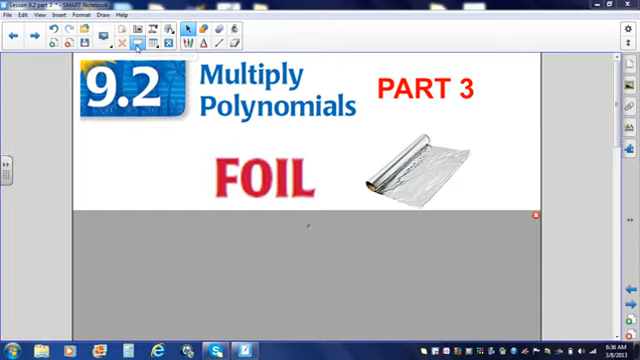 Lesson 9.2 part 3 * - SMART Notebook
File Edit View Insert Format Draw Help
9.2
Multiply
Polynomials
PART 3
FOIL
6:36 AM
3/8/2013